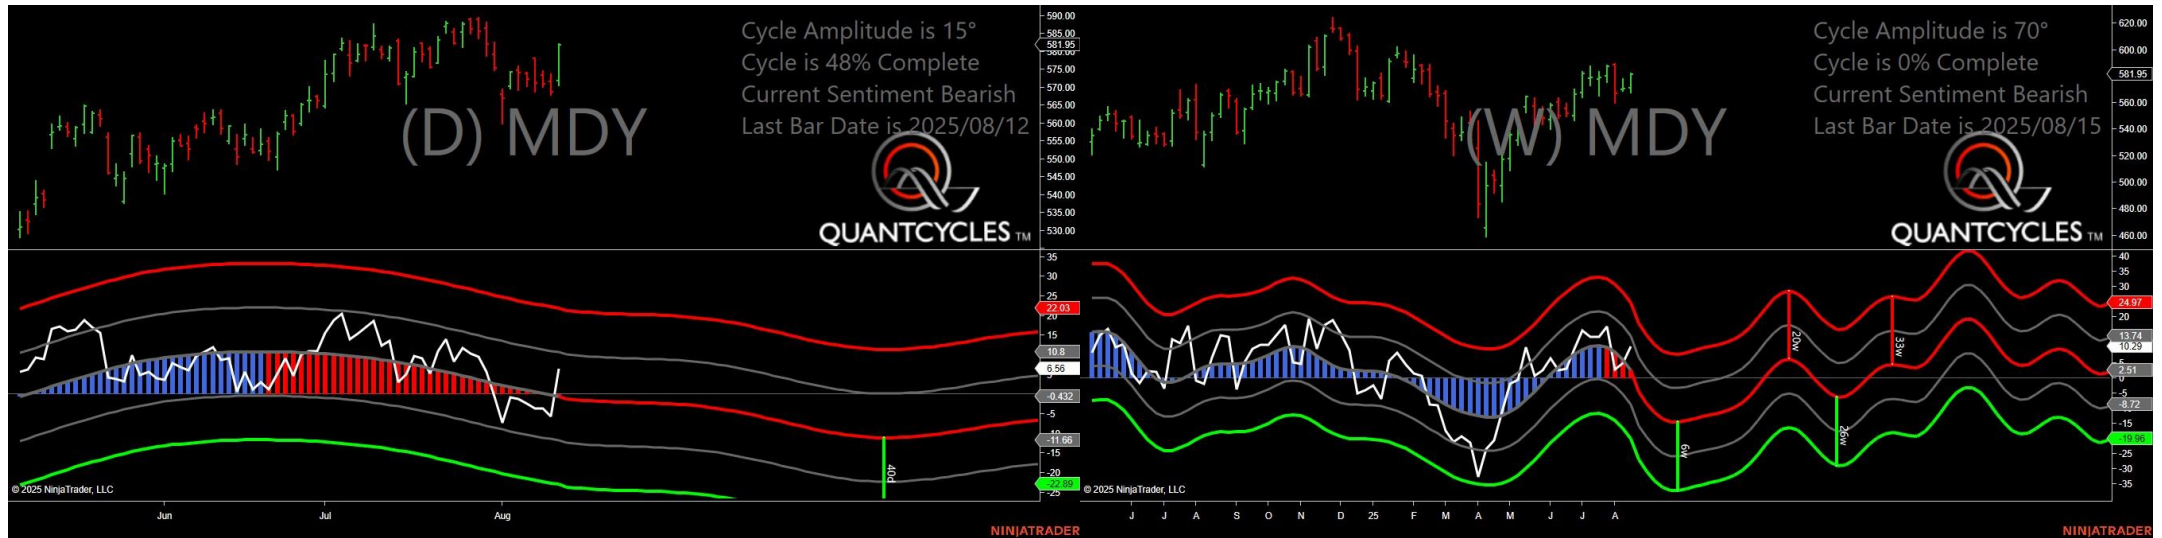 Cycle Amplitude is 15°
Cycle is 48% Complete
Current Sentiment Bearish
Last Bar Date is 2025/08/12
(D) MDY
QUANTCYCLES TM
590.00
585.00
581.95
580.00
575.00
570.00
565.00
560.00
555.00
550.00
545.00
540.00
535.00
530.00
35
30
25
22.03
20
15
10.8
6.56
-0.432
-5
-11.66
-15
-20
-22.89
-25
40d
© 2025 NinjaTrader, LLC
Jun
Jul
Aug
NINJATRADER
Cycle Amplitude is 70°
Cycle is 0% Complete
Current Sentiment Bearish
Last Bar Date is 2025/08/15
(W) MDY
QUANTCYCLES TM
620.00
600.00
581.95
560.00
540.00
520.00
500.00
480.00
460.00
40
35
30
24.97
20
13.74
10.29
2.51
-5
-8.72
-15
-19.96
-25
-30
-35
20w
33w
6w
26w
© 2025 NinjaTrader, LLC
J J A S O N D 25 F M A M J J A
NINJATRADER